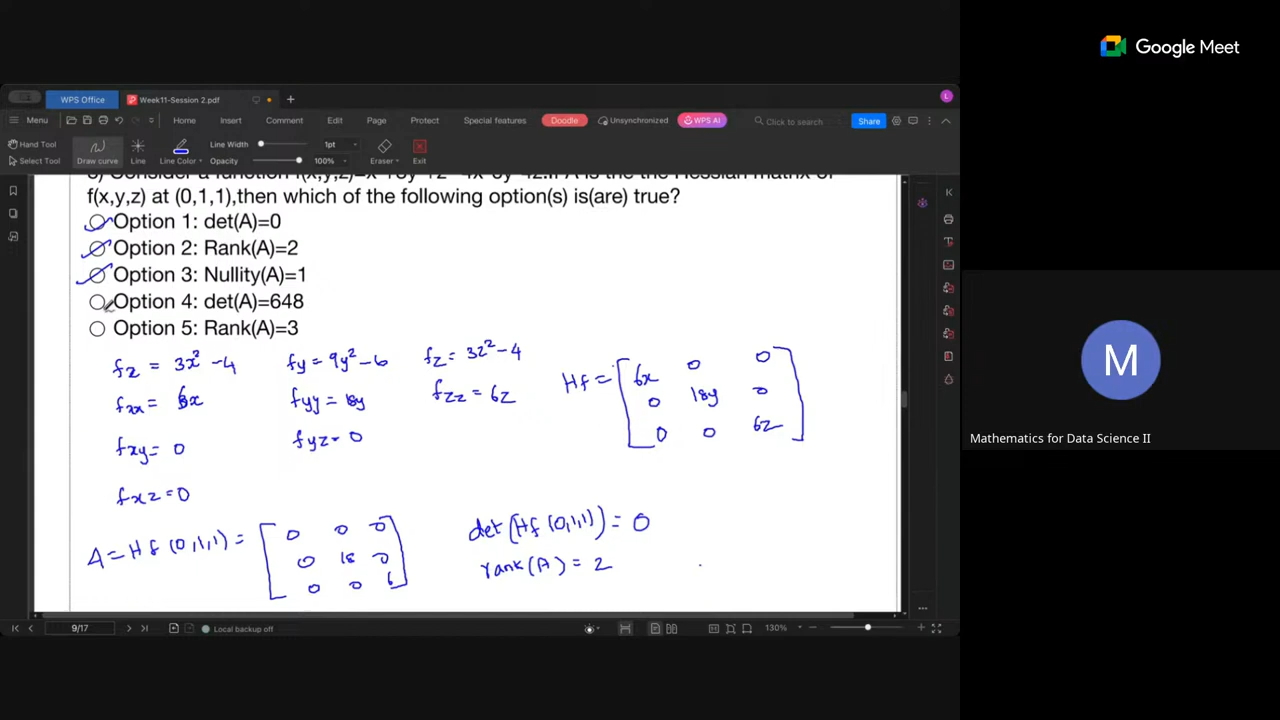 Google Meet
WPS Office
Week11-Session 2.pdf
L
Menu
Home
Insert
Comment
Edit
Page
Protect
Special features
Doodle
Unsynchronized
WPS AI
Click to search
Share
Hand Tool
Select Tool
Draw curve
Line
Line Color
Line Width
1pt
Opacity
100%
Eraser
Exit
f(x,y,z) at (0,1,1),then which of the following option(s) is(are) true?
Option 1: det(A)=0
Option 2: Rank(A)=2
Option 3: Nullity(A)=1
Option 4: det(A)=648
Option 5: Rank(A)=3
fx = 3x² -4 fy = 9y² -6 fz = 3z² -4
fxx = 6x fyy = 18y fzz = 6z
fxy = 0 fyz = 0
fxz = 0
Hf = [6x 0 0
0 18y 0
0 0 6z]
A = Hf (0,1,1) = [0 0 0
0 18 0
0 0 6]
det(Hf (0,1,1)) = 0
rank(A) = 2
M
Mathematics for Data Science II
9/17
Local backup off
130%